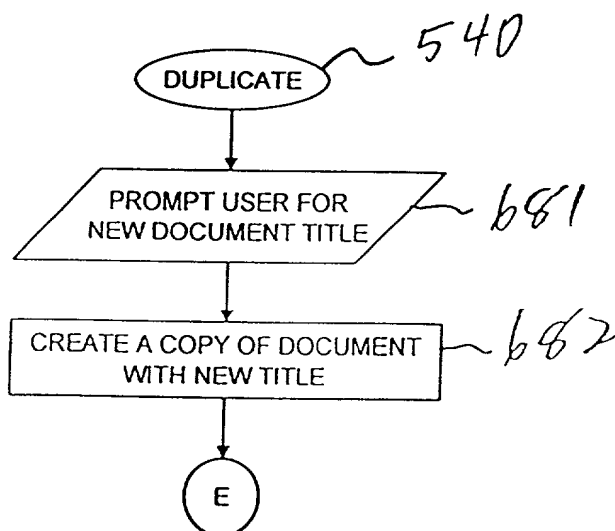 540
DUPLICATE
PROMPT USER FOR
NEW DOCUMENT TITLE
681
CREATE A COPY OF DOCUMENT
WITH NEW TITLE
682
E